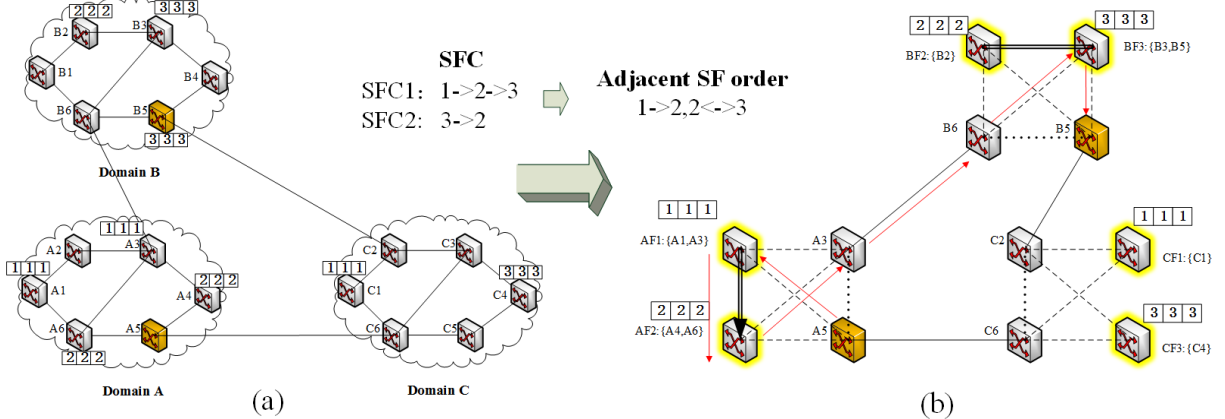 2 2 2
3 3 3
B2
B3
B1
B4
B6
B5
3 3 3
Domain B
SFC
SFC1: 1->2->3
SFC2: 3->2
Adjacent SF order
1->2,2<->3
1 1 1
A2
A3
1 1 1
A1
A4
2 2 2
A6
A5
2 2 2
Domain A
C2
C3
1 1 1
3 3 3
C1
C4
C6
C5
Domain C
(a)
2 2 2
3 3 3
BF2:{B2}
BF3:{B3,B5}
B6
B5
1 1 1
AF1:{A1,A3}
A3
C2
1 1 1
CF1:{C1}
2 2 2
AF2:{A4,A6}
A5
C6
3 3 3
CF3:{C4}
(b)